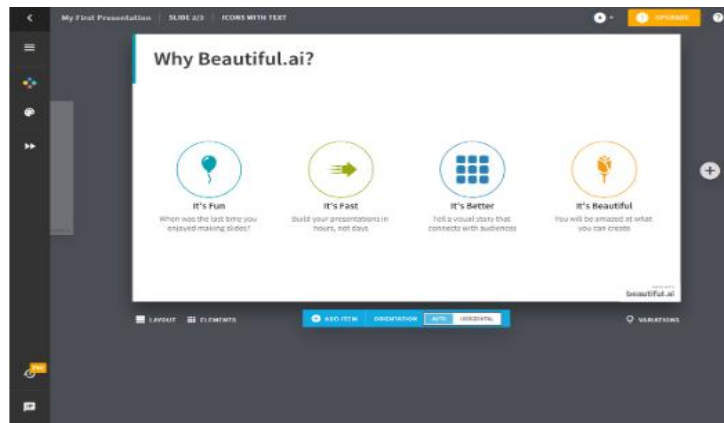 My First Presentation SLIDE 2/3 ICONS WITH TEXT
UPGRADE
Why Beautiful.ai?
It's Fun
When was the last time you
enjoyed making slides?
It's Fast
Build your presentations in
hours, not days
It's Better
Tell a visual story that
connects with audiences
It's Beautiful
You will be amazed at what
you can create
beautiful.ai
LAYOUT ELEMENTS ADD ITEM ORIENTATION AUTO HORIZONTAL VARIATIONS